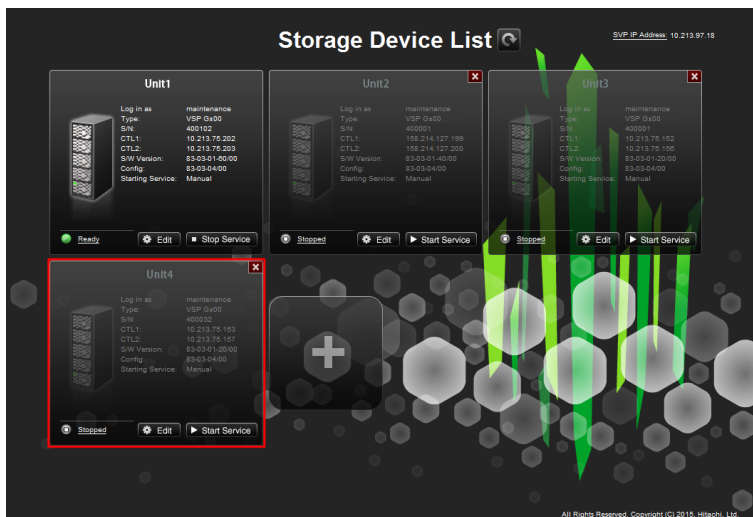 Storage Device List
SVP IP Address: 10.213.97.18
Unit1
Log in as maintenance
Type: VSP Gx00
S/N: 400102
CTL1: 10.213.75.202
CTL2: 10.213.75.203
S/W Version: 83-03-01-60/00
Config: 83-03-04/00
Starting Service: Manual
Ready Edit Stop Service
Unit2
Log in as maintenance
Type: VSP Gx00
S/N: 400001
CTL1: 158.214.127.199
CTL2: 158.214.127.200
S/W Version: 83-03-01-40/00
Config: 83-03-04/00
Starting Service: Manual
Stopped Edit Start Service
Unit3
Log in as maintenance
Type: VSP Gx00
S/N: 400001
CTL1: 10.213.75.152
CTL2: 10.213.75.156
S/W Version: 83-03-01-20/00
Config: 83-03-04/00
Starting Service: Manual
Stopped Edit Start Service
Unit4
Log in as maintenance
Type: VSP Gx00
S/N: 400032
CTL1: 10.213.75.153
CTL2: 10.213.75.157
S/W Version: 83-03-01-20/00
Config: 83-03-04/00
Starting Service: Manual
Stopped Edit Start Service
All Rights Reserved. Copyright (C) 2015, Hitachi, Ltd.